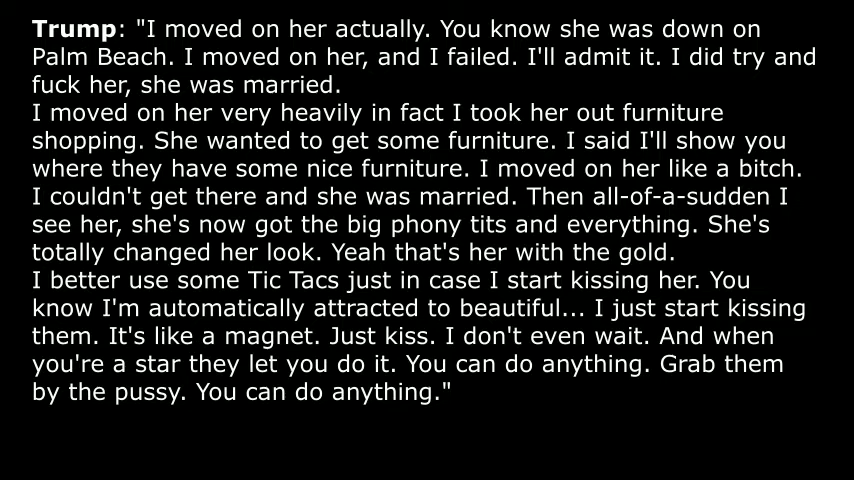 Trump: "I moved on her actually. You know she was down on
Palm Beach. I moved on her, and I failed. I'll admit it. I did try and
fuck her, she was married.
I moved on her very heavily in fact I took her out furniture
shopping. She wanted to get some furniture. I said I'll show you
where they have some nice furniture. I moved on her like a bitch.
I couldn't get there and she was married. Then all-of-a-sudden I
see her, she's now got the big phony tits and everything. She's
totally changed her look. Yeah that's her with the gold.
I better use some Tic Tacs just in case I start kissing her. You
know I'm automatically attracted to beautiful... I just start kissing
them. It's like a magnet. Just kiss. I don't even wait. And when
you're a star they let you do it. You can do anything. Grab them
by the pussy. You can do anything."